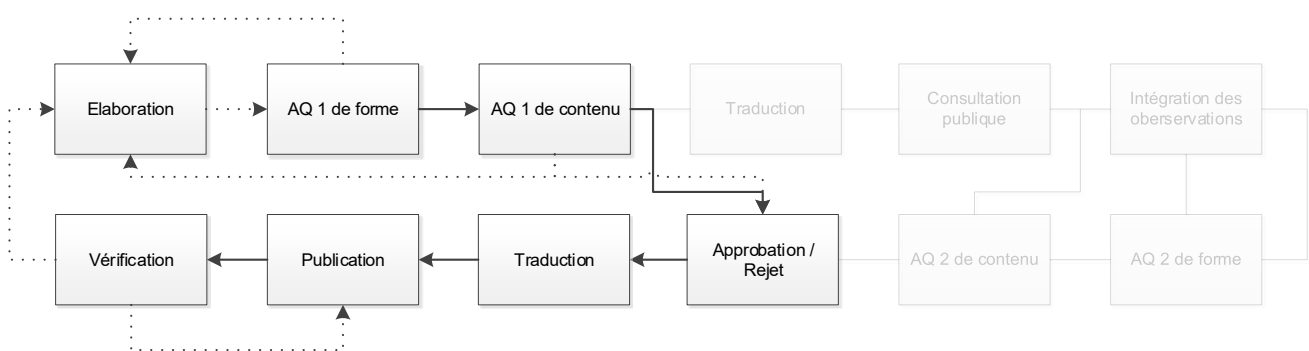 Elaboration
AQ 1 de forme
AQ 1 de contenu
Traduction
Consultation
publique
Intégration des
oberservations
Vérification
Publication
Traduction
Approbation /
Rejet
AQ 2 de contenu
AQ 2 de forme